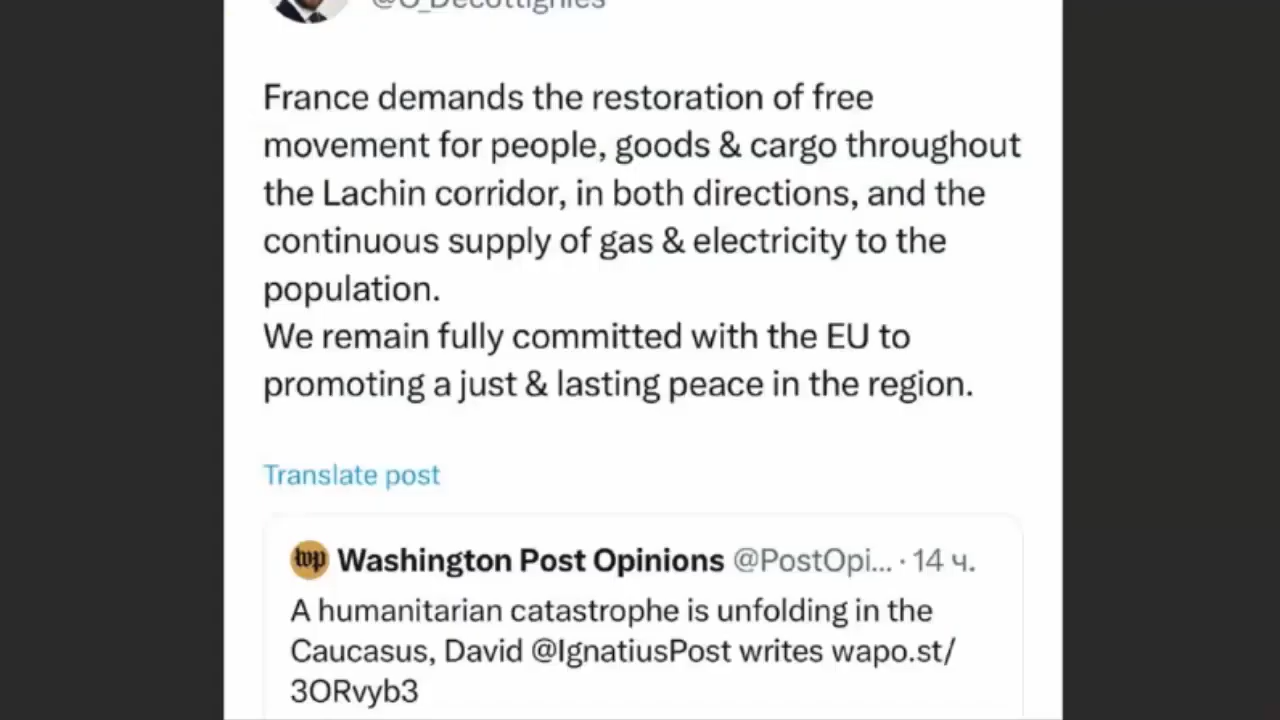 @O_Decottignies
France demands the restoration of free
movement for people, goods & cargo throughout
the Lachin corridor, in both directions, and the
continuous supply of gas & electricity to the
population.
We remain fully committed with the EU to
promoting a just & lasting peace in the region.
Translate post
wp Washington Post Opinions @PostOpi... · 14 ч.
A humanitarian catastrophe is unfolding in the
Caucasus, David @IgnatiusPost writes wapo.st/
3ORvyb3